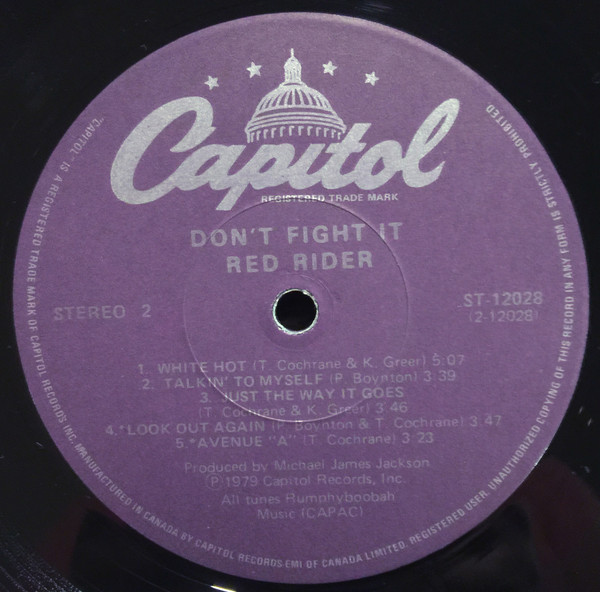 Capitol
REGISTERED TRADE MARK
DON'T FIGHT IT
RED RIDER
STEREO 2
ST-12028
(2-12028)
1. WHITE HOT (T. Cochrane & K. Greer) 5:07
2. TALKIN' TO MYSELF (P. Boynton) 3:39
3. JUST THE WAY IT GOES
(T. Cochrane & K. Greer) 3:46
4.*LOOK OUT AGAIN (P. Boynton & T. Cochrane) 3:47
5.*AVENUE "A" (T. Cochrane) 3:23
Produced by Michael James Jackson
Ⓟ1979 Capitol Records, Inc.
All tunes Rumphyboobah
Music (CAPAC)
"CAPITOL" IS A REGISTERED TRADE MARK OF CAPITOL RECORDS INC. MANUFACTURED IN CANADA BY CAPITOL RECORDS-EMI OF CANADA LIMITED. REGISTERED USER. UNAUTHORIZED COPYING OF THIS RECORD IN ANY FORM IS STRICTLY PROHIBITED